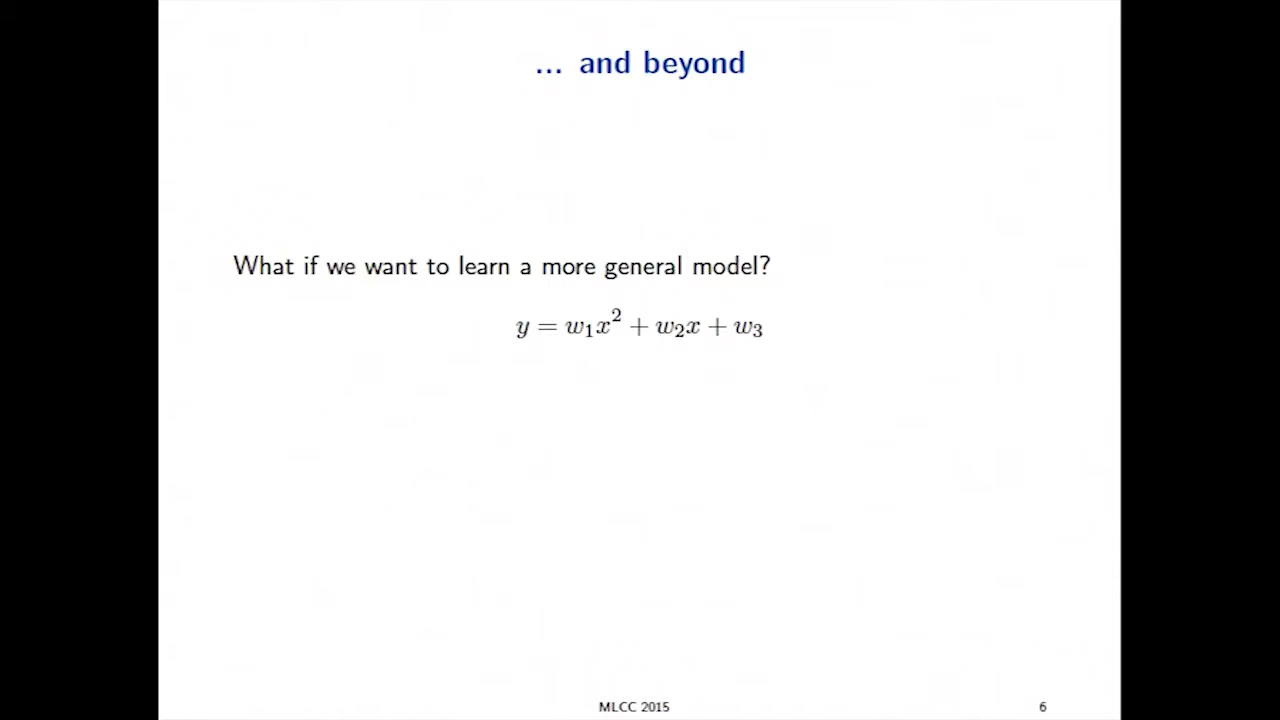 ... and beyond
What if we want to learn a more general model?
y = w₁x² + w₂x + w₃
MLCC 2015
6